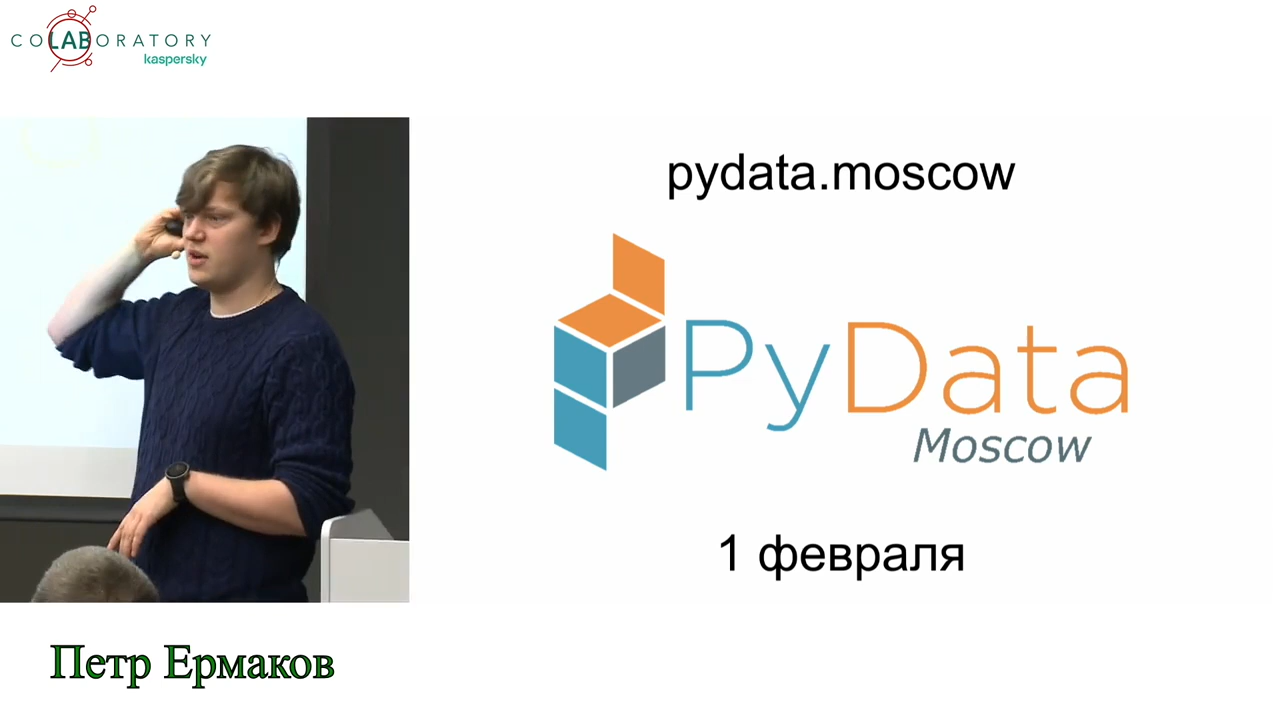 COLABORATORY
kaspersky
pydata.moscow
PyData
Moscow
1 февраля
Петр Ермаков